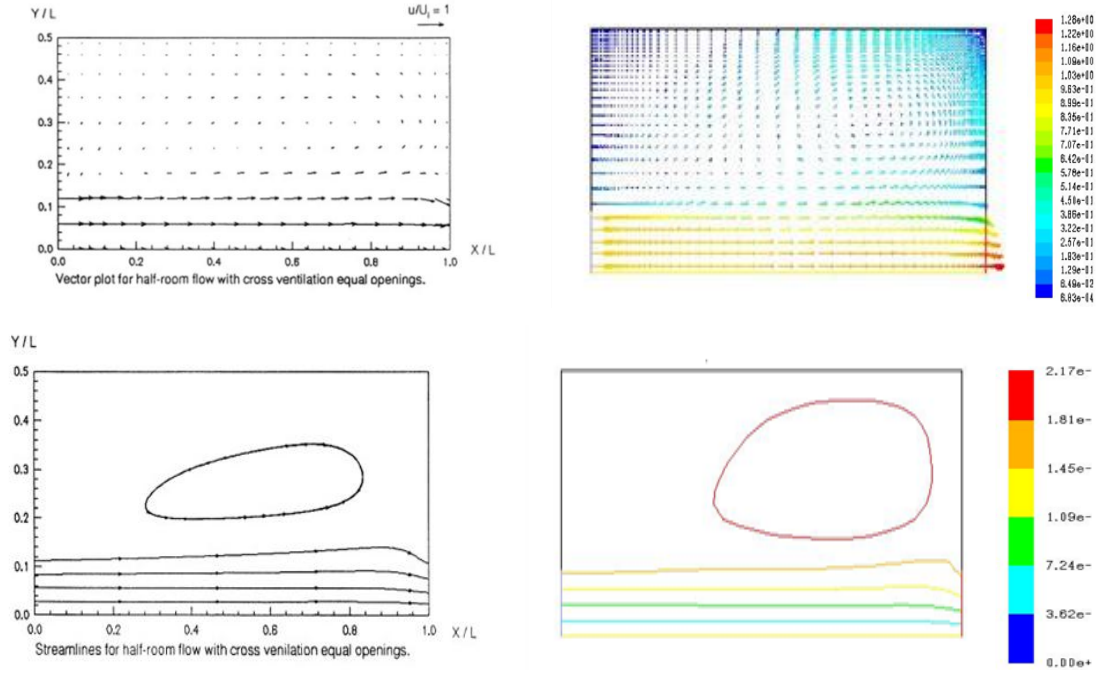 Y/L
u/Uᵢ = 1
0.5
0.4
0.3
0.2
0.1
0.0
0.0 0.2 0.4 0.6 0.8 1.0 X/L
Vector plot for half-room flow with cross ventilation equal openings.
1.28e+00
1.22e+00
1.16e+00
1.09e+00
1.03e+00
9.63e-01
8.99e-01
8.35e-01
7.71e-01
7.07e-01
6.42e-01
5.78e-01
5.14e-01
4.50e-01
3.86e-01
3.22e-01
2.57e-01
1.93e-01
1.29e-01
6.49e-02
6.83e-04
Y/L
0.5
0.4
0.3
0.2
0.1
0.0
0.0 0.2 0.4 0.6 0.8 1.0 X/L
Streamlines for half-room flow with cross venilation equal openings.
2.17e-
1.81e-
1.45e-
1.09e-
7.24e-
3.62e-
0.00e+